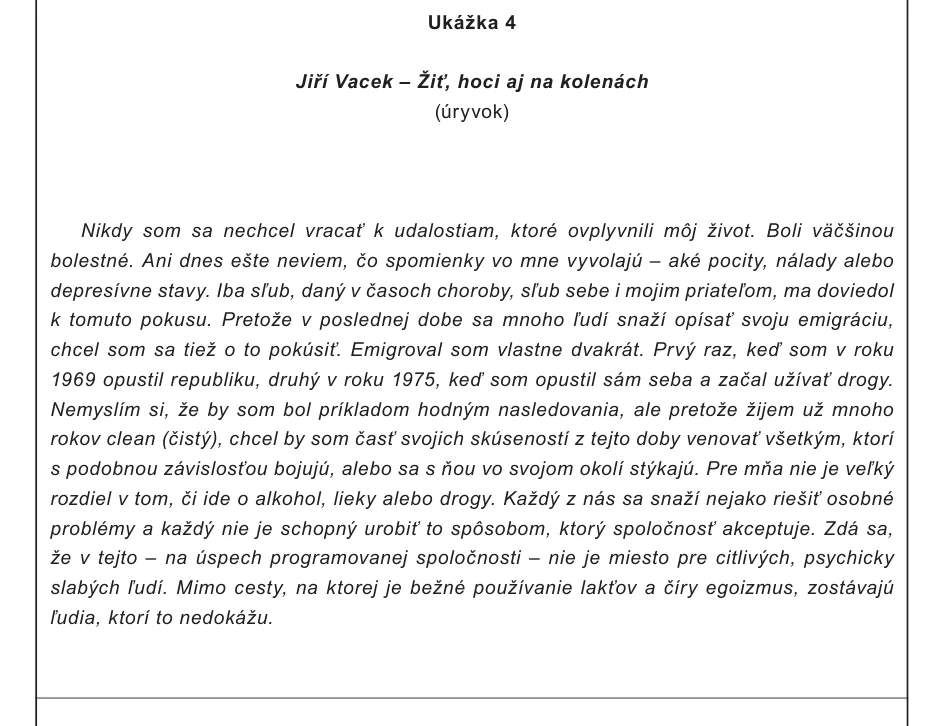 Ukážka 4
Jiří Vacek – Žiť, hoci aj na kolenách
(úryvok)
Nikdy som sa nechcel vracať k udalostiam, ktoré ovplyvnili môj život. Boli väčšinou
bolestné. Ani dnes ešte neviem, čo spomienky vo mne vyvolajú – aké pocity, nálady alebo
depresívne stavy. Iba sľub, daný v časoch choroby, sľub sebe i mojim priateľom, ma doviedol
k tomuto pokusu. Pretože v poslednej dobe sa mnoho ľudí snaží opísať svoju emigráciu,
chcel som sa tiež o to pokúsiť. Emigroval som vlastne dvakrát. Prvý raz, keď som v roku
1969 opustil republiku, druhý v roku 1975, keď som opustil sám seba a začal užívať drogy.
Nemyslím si, že by som bol príkladom hodným nasledovania, ale pretože žijem už mnoho
rokov clean (čistý), chcel by som časť svojich skúseností z tejto doby venovať všetkým, ktorí
s podobnou závislosťou bojujú, alebo sa s ňou vo svojom okolí stýkajú. Pre mňa nie je veľký
rozdiel v tom, či ide o alkohol, lieky alebo drogy. Každý z nás sa snaží nejako riešiť osobné
problémy a každý nie je schopný urobiť to spôsobom, ktorý spoločnosť akceptuje. Zdá sa,
že v tejto – na úspech programovanej spoločnosti – nie je miesto pre citlivých, psychicky
slabých ľudí. Mimo cesty, na ktorej je bežné používanie lakťov a číry egoizmus, zostávajú
ľudia, ktorí to nedokážu.